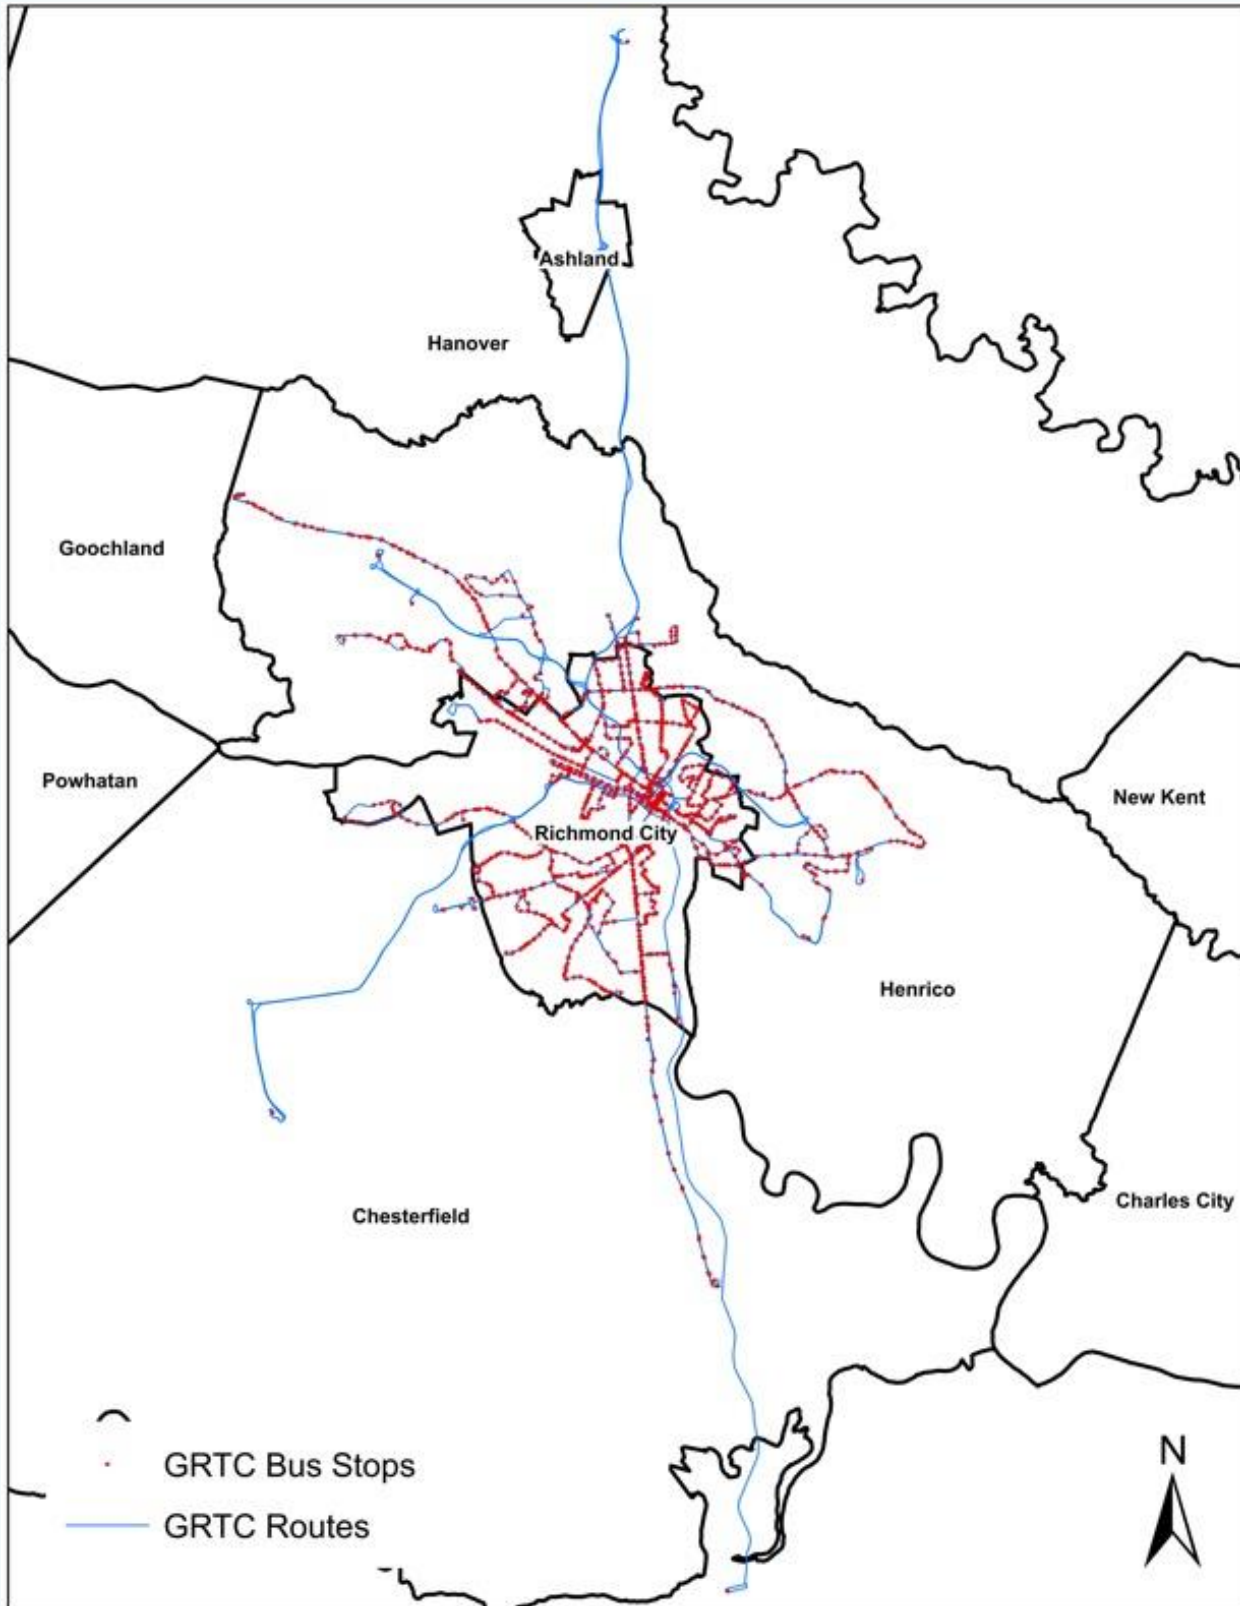 Ashland
Hanover
Goochland
Powhatan
New Kent
Richmond City
Henrico
Charles City
Chesterfield
GRTC Bus Stops
GRTC Routes
N